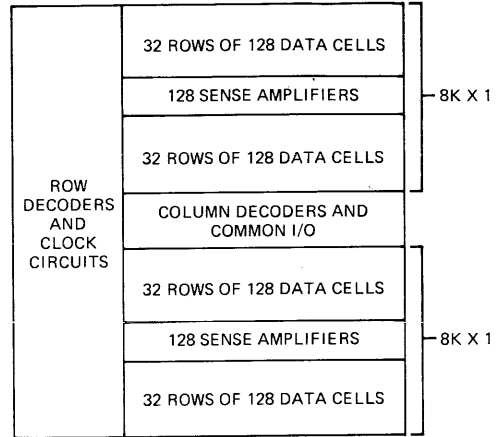 32 ROWS OF 128 DATA CELLS
128 SENSE AMPLIFIERS
8K X 1
32 ROWS OF 128 DATA CELLS
ROW
DECODERS
AND
CLOCK
CIRCUITS
COLUMN DECODERS AND
COMMON I/O
32 ROWS OF 128 DATA CELLS
128 SENSE AMPLIFIERS
8K X 1
32 ROWS OF 128 DATA CELLS